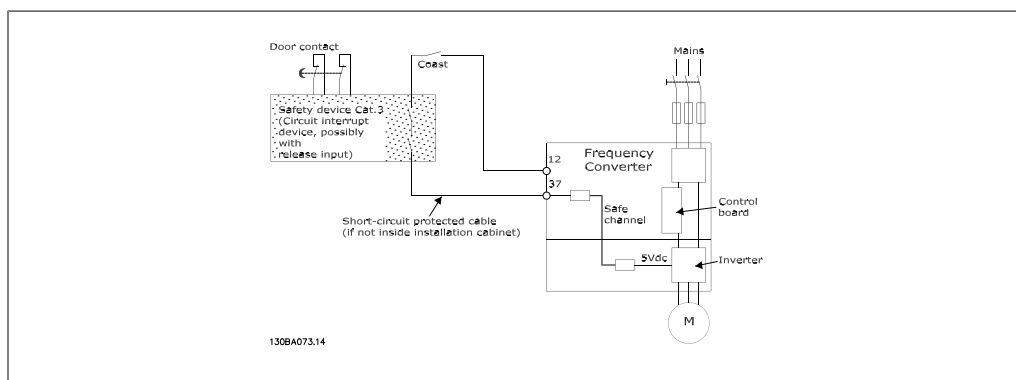 Door contact
Mains
Coast
Safety device Cat.3
(Circuit interrupt
device, possibly
with
release input)
12
Frequency
Converter
37
Safe
channel
Control
board
Short-circuit protected cable
(if not inside installation cabinet)
5Vdc
Inverter
M
130BA073.14